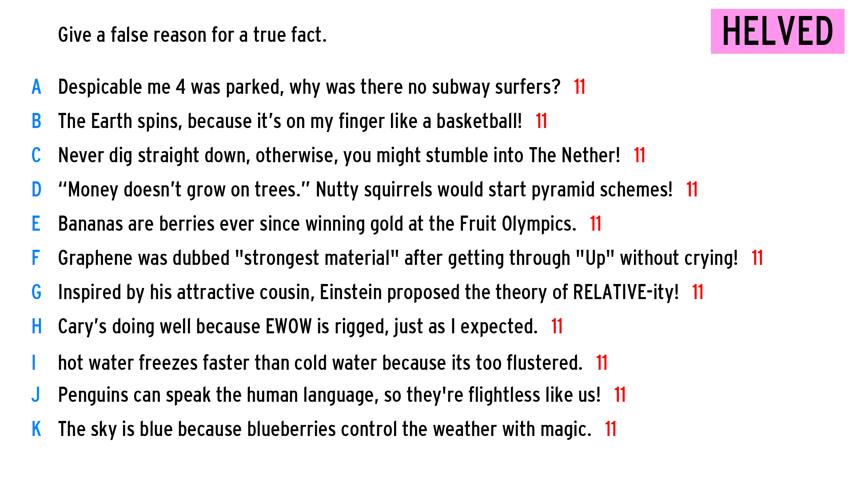 Give a false reason for a true fact.
HELVED
A Despicable me 4 was parked, why was there no subway surfers? 11
B The Earth spins, because it's on my finger like a basketball! 11
C Never dig straight down, otherwise, you might stumble into The Nether! 11
D “Money doesn't grow on trees.” Nutty squirrels would start pyramid schemes! 11
E Bananas are berries ever since winning gold at the Fruit Olympics. 11
F Graphene was dubbed "strongest material" after getting through "Up" without crying! 11
G Inspired by his attractive cousin, Einstein proposed the theory of RELATIVE-ity! 11
H Cary's doing well because EWOW is rigged, just as I expected. 11
I hot water freezes faster than cold water because its too flustered. 11
J Penguins can speak the human language, so they're flightless like us! 11
K The sky is blue because blueberries control the weather with magic. 11